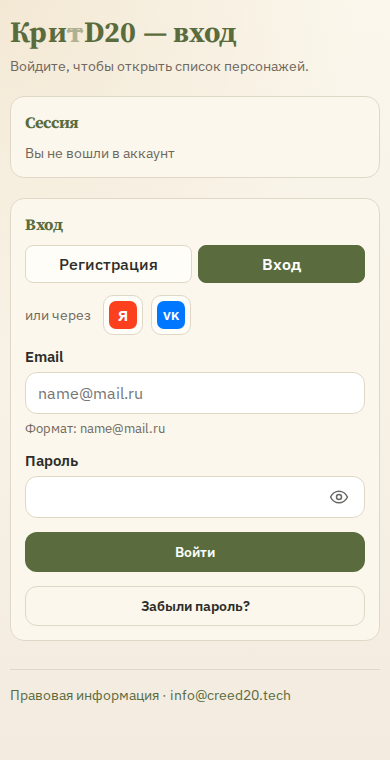 КритD20 — вход
Войдите, чтобы открыть список персонажей.
Сессия
Вы не вошли в аккаунт
Вход
Регистрация
Вход
или через Я VK
Email
name@mail.ru
Формат: name@mail.ru
Пароль
Войти
Забыли пароль?
Правовая информация · info@creed20.tech